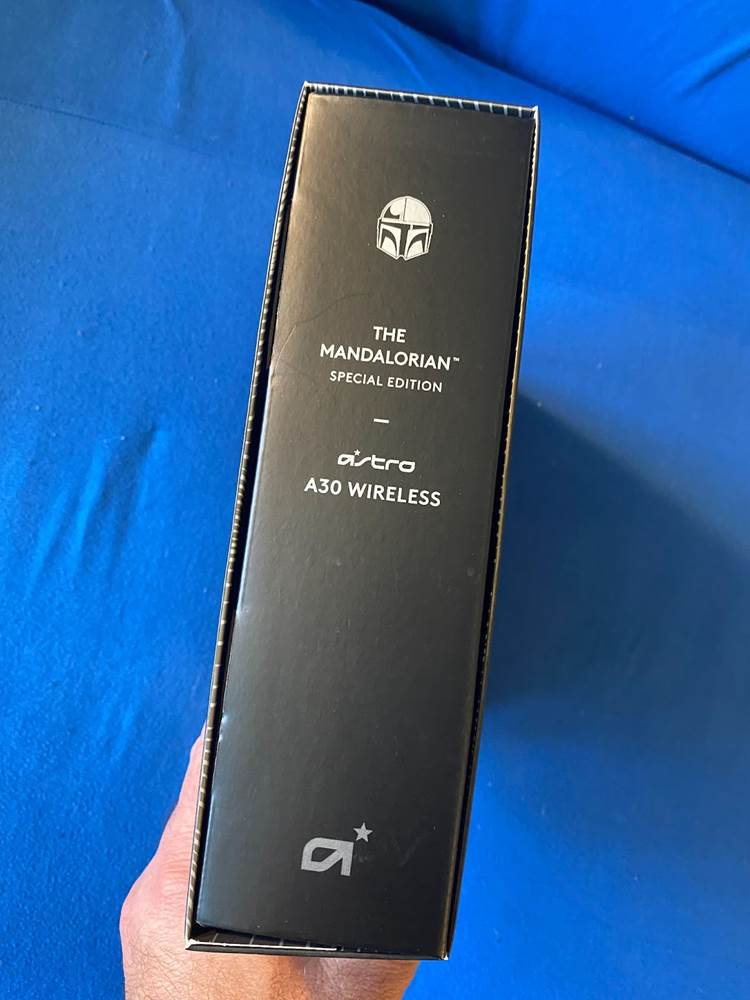 THE
MANDALORIAN™
SPECIAL EDITION
astro
A30 WIRELESS